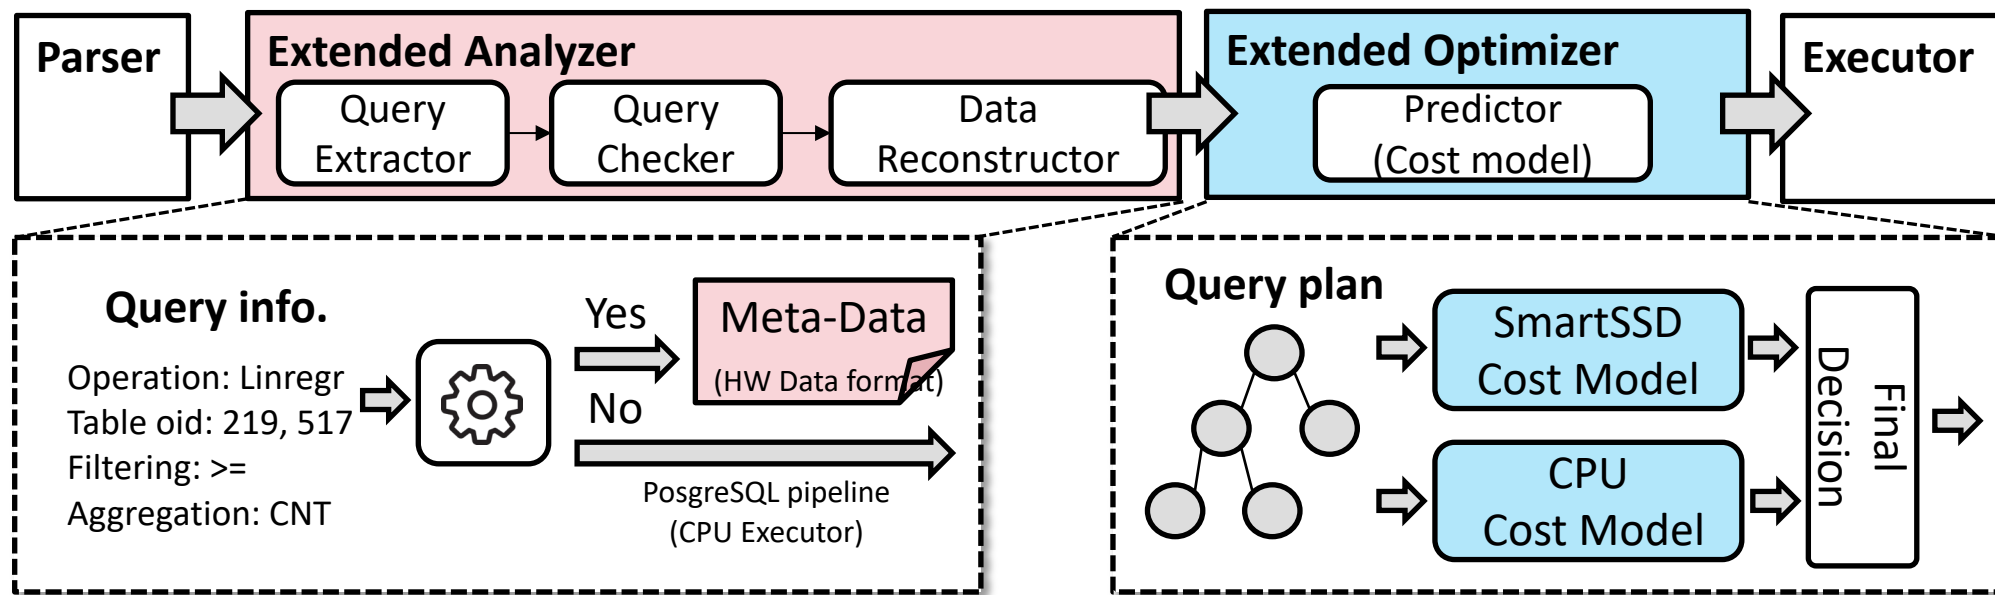 Parser
Extended Analyzer
Query
Extractor
Query
Checker
Data
Reconstructor
Extended Optimizer
Predictor
(Cost model)
Executor
Query info.
Operation: Linregr
Table oid: 219, 517
Filtering: >=
Aggregation: CNT
Yes
No
Meta-Data
(HW Data format)
PosgreSQL pipeline
(CPU Executor)
Query plan
SmartSSD
Cost Model
CPU
Cost Model
Final
Decision